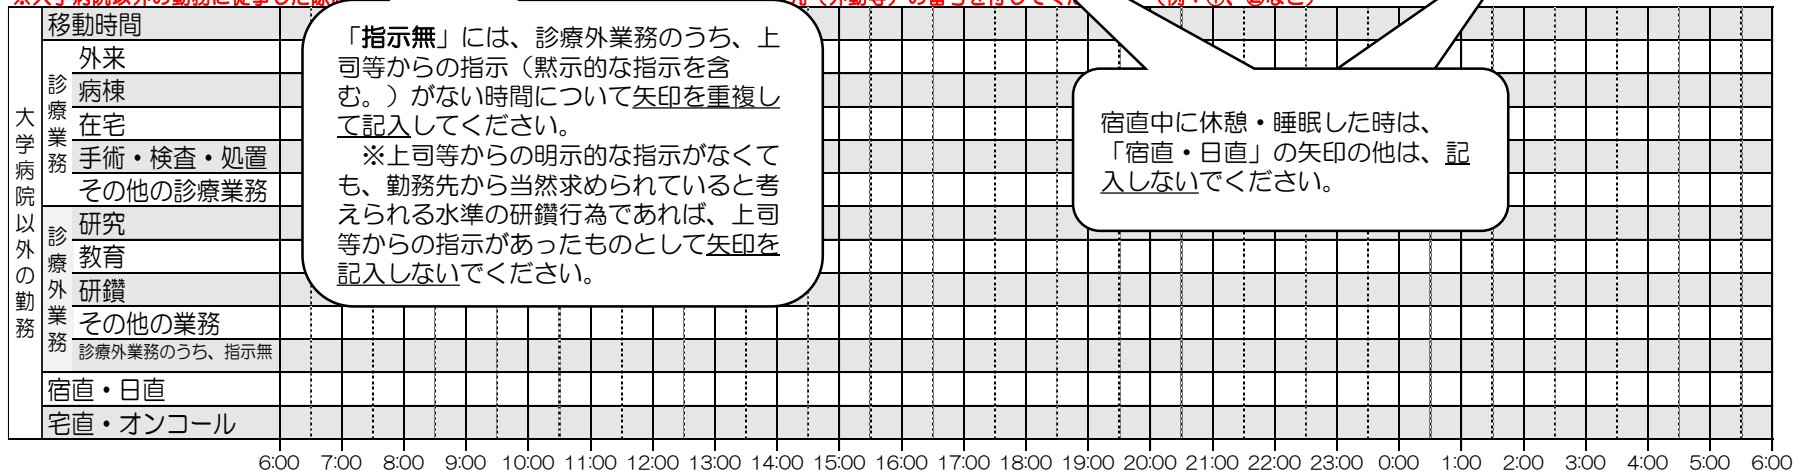 移動時間
大学病院以外の勤務
診療業務
外来
病棟
在宅
手術・検査・処置
その他の診療業務
診療外業務
研究
教育
研鑽
その他の業務
診療外業務のうち、指示無
宿直・日直
宅直・オンコール
「指示無」には、診療外業務のうち、上
司等からの指示（黙示的な指示を含
む。）がない時間について矢印を重複し
て記入してください。
※上司等からの明示的な指示がなくて
も、勤務先から当然求められていると考
えられる水準の研鑽行為であれば、上司
等からの指示があったものとして矢印を
記入しないでください。
宿直中に休憩・睡眠した時は、
「宿直・日直」の矢印の他は、記
入しないでください。
6:00 7:00 8:00 9:00 10:00 11:00 12:00 13:00 14:00 15:00 16:00 17:00 18:00 19:00 20:00 21:00 22:00 23:00 0:00 1:00 2:00 3:00 4:00 5:00 6:00